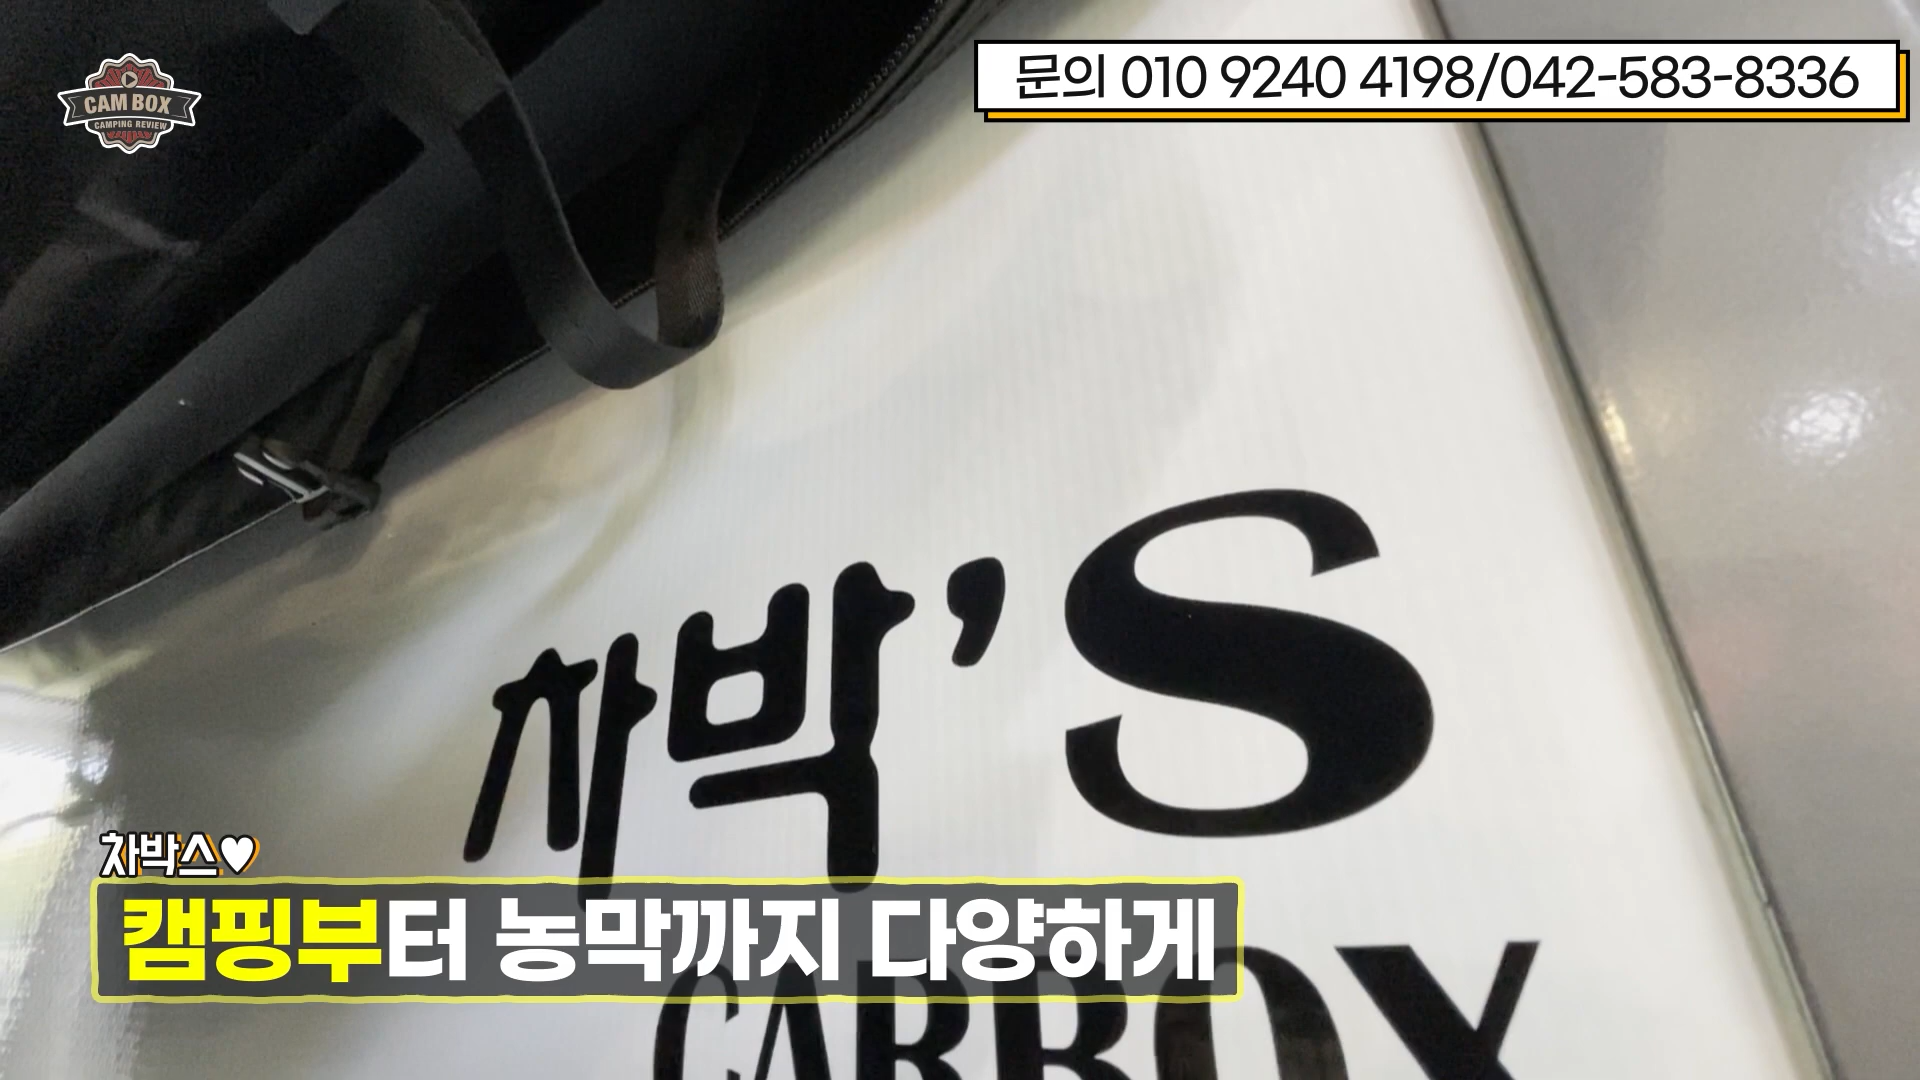 CAM BOX
CAMPING REVIEW
문의 010 9240 4198/042-583-8336
차박'S
차박스♥
캠핑부터 농막까지 다양하게
CARBOX